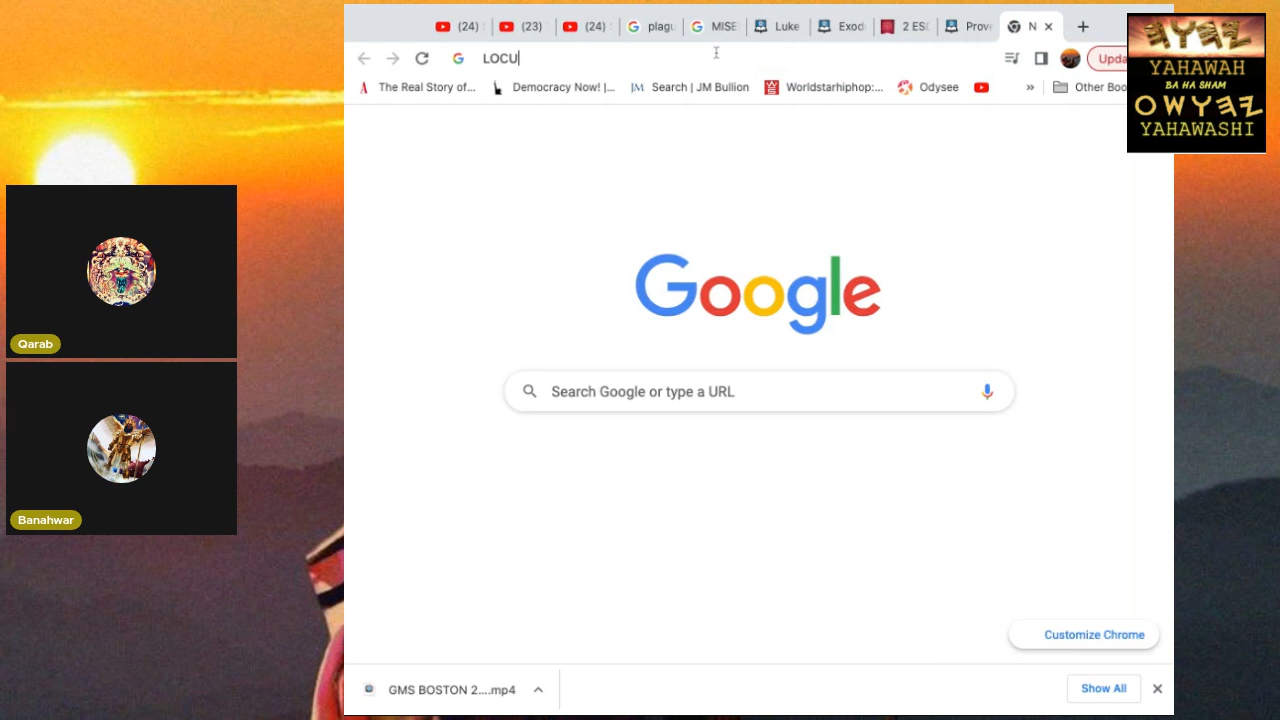 (24)
(23)
(24)
plagu
MISE
Luke
Exod
2 ESI
Prove
N
LOCU
Upda
The Real Story of...
Democracy Now! |...
JM
Search | JM Bullion
Worldstarhiphop:...
Odysee
»
Other Boo
YAHAWAH
BA HA SHAM
YAHAWASHI
Google
Search Google or type a URL
Qarab
Banahwar
Customize Chrome
GMS BOSTON 2....mp4
Show All